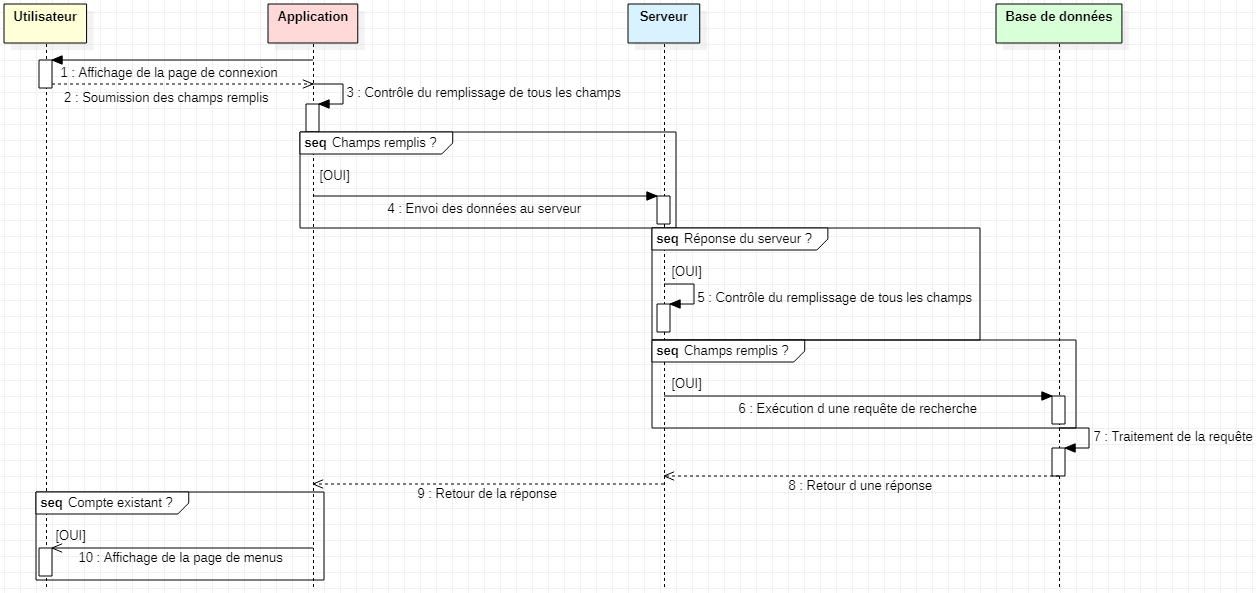 Utilisateur
Application
Serveur
Base de données
1 : Affichage de la page de connexion
2 : Soumission des champs remplis
3 : Contrôle du remplissage de tous les champs
seq Champs remplis ?
[OUI]
4 : Envoi des données au serveur
seq Réponse du serveur ?
[OUI]
5 : Contrôle du remplissage de tous les champs
seq Champs remplis ?
[OUI]
6 : Exécution d une requête de recherche
7 : Traitement de la requête
8 : Retour d une réponse
9 : Retour de la réponse
seq Compte existant ?
[OUI]
10 : Affichage de la page de menus